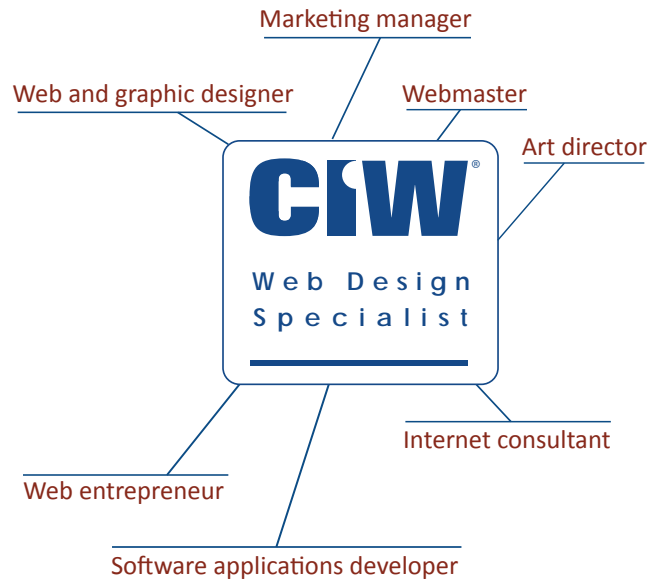 Marketing manager
Web and graphic designer
Webmaster
Art director
CIW®
Web Design
Specialist
Internet consultant
Web entrepreneur
Software applications developer